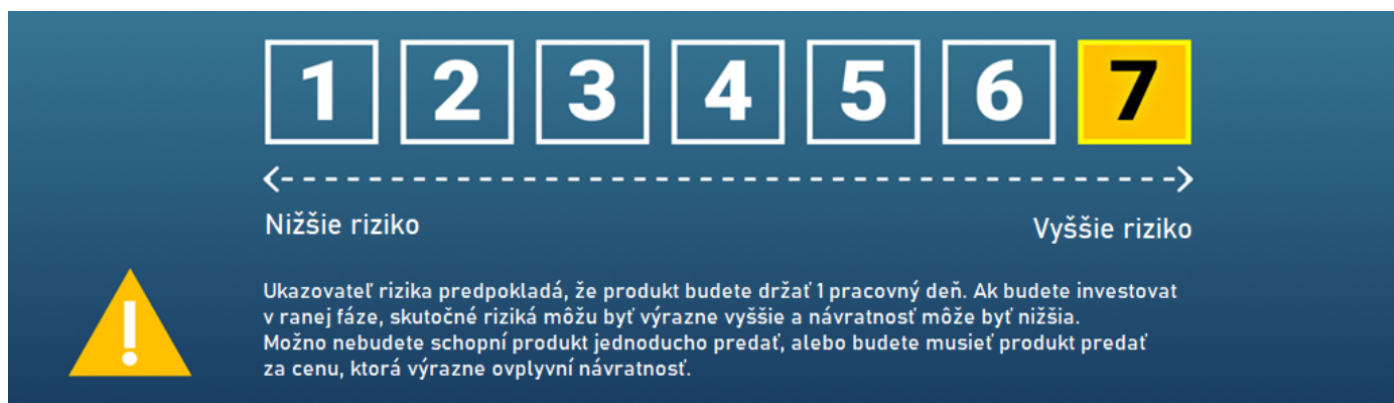 1 2 3 4 5 6 7
Nižšie riziko
Vyššie riziko
Ukazovateľ rizika predpokladá, že produkt budete držať 1 pracovný deň. Ak budete investovat
v ranej fáze, skutočné riziká môžu byť výrazne vyššie a návratnosť môže byť nižšia.
Možno nebudete schopní produkt jednoducho predať, alebo budete musieť produkt predať
za cenu, ktorá výrazne ovplyvní návratnosť.